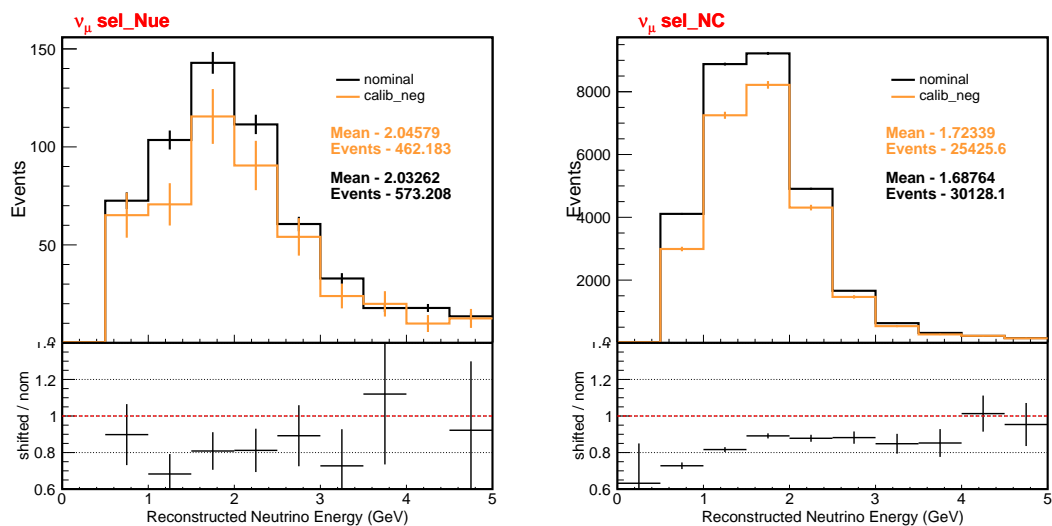 ν_μ sel_Nue
Events
150
100
50
nominal
calib_neg
Mean - 2.04579
Events - 462.183
Mean - 2.03262
Events - 573.208
shifted / nom
1.2
1
0.8
0.6
0 1 2 3 4 5
Reconstructed Neutrino Energy (GeV)
ν_μ sel_NC
Events
8000
6000
4000
2000
nominal
calib_neg
Mean - 1.72339
Events - 25425.6
Mean - 1.68764
Events - 30128.1
shifted / nom
1.2
1
0.8
0.6
0 1 2 3 4 5
Reconstructed Neutrino Energy (GeV)